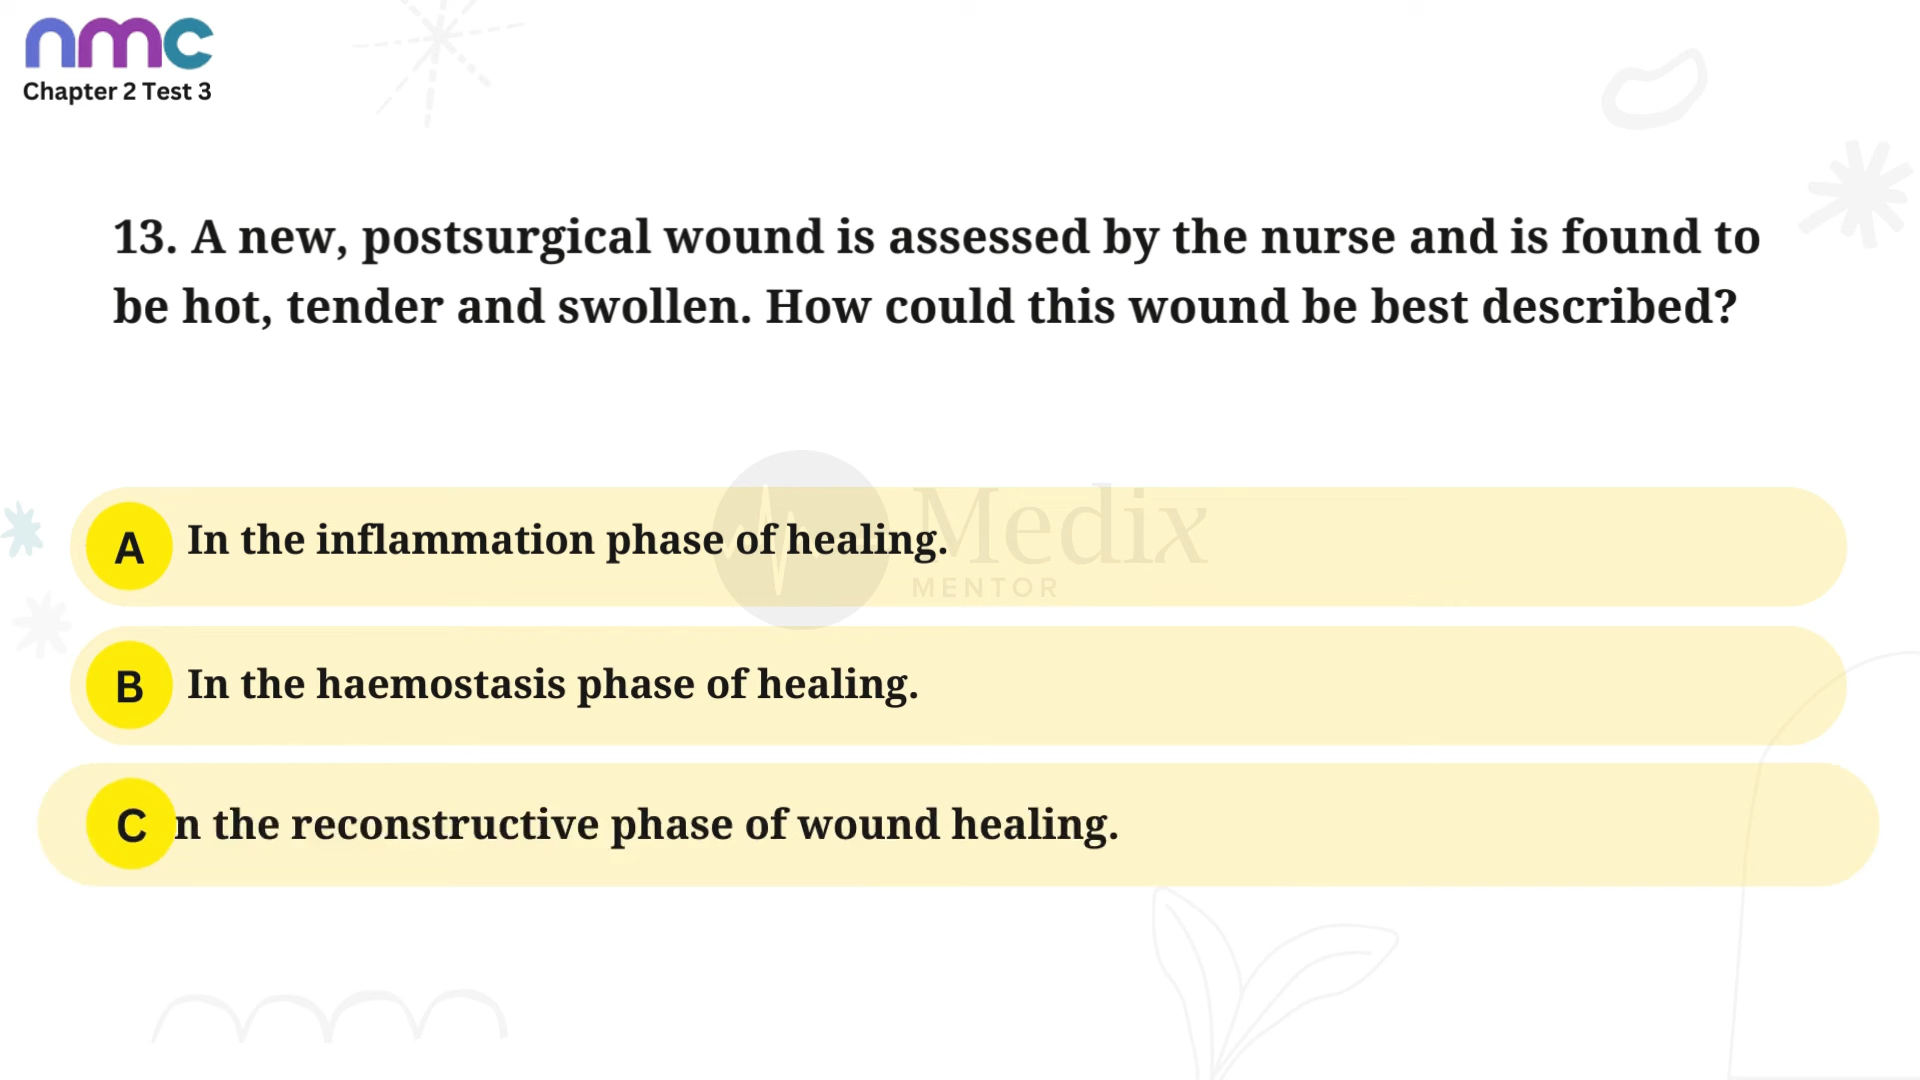 nmc
Chapter 2 Test 3
13. A new, postsurgical wound is assessed by the nurse and is found to
be hot, tender and swollen. How could this wound be best described?
A In the inflammation phase of healing.
Medix
MENTOR
B In the haemostasis phase of healing.
C n the reconstructive phase of wound healing.